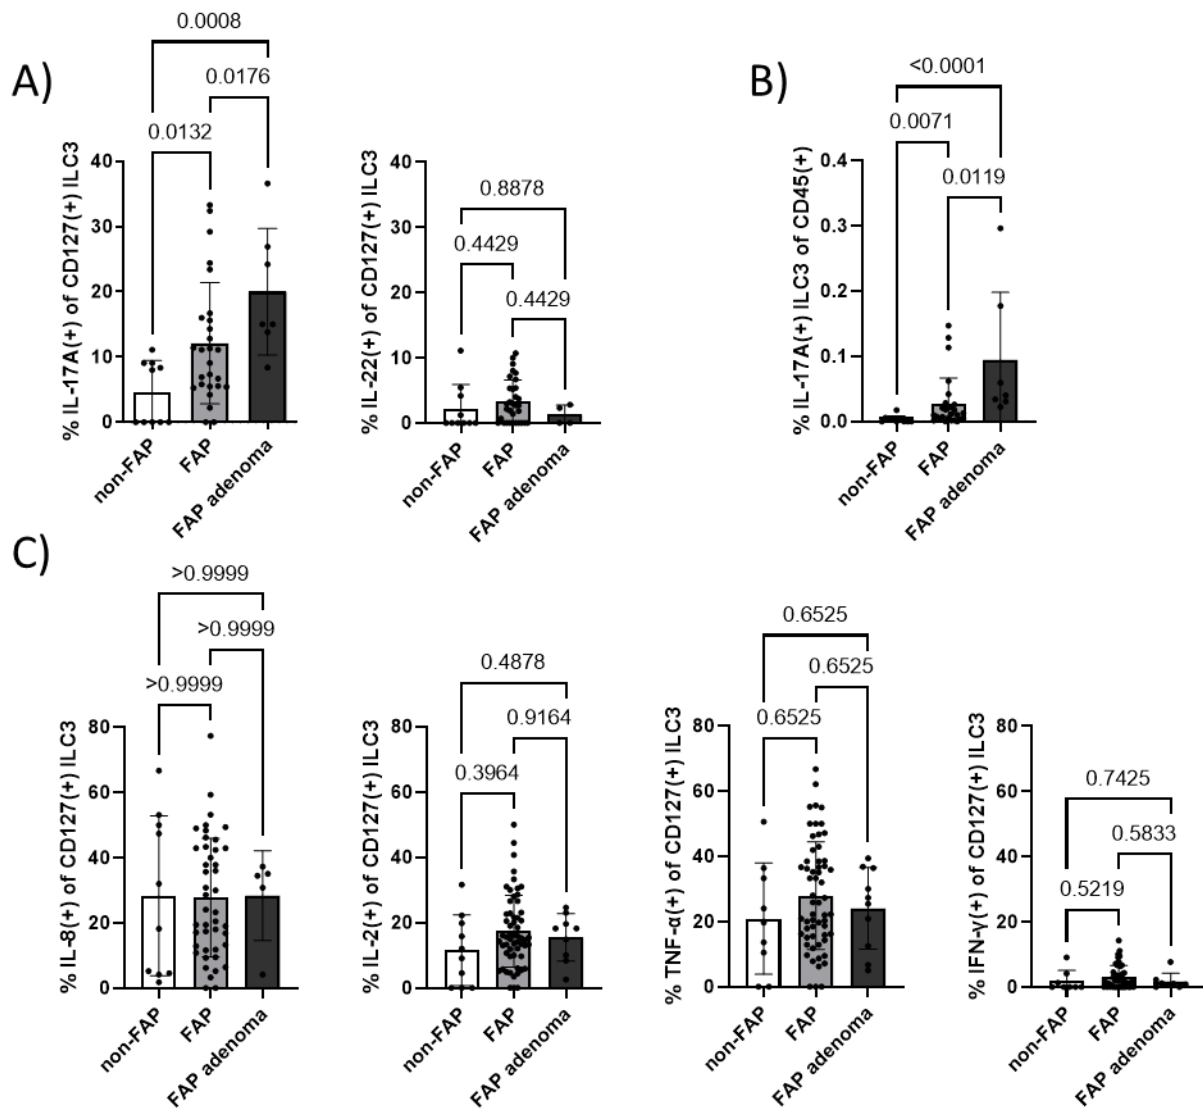 A)
0.0008
0.0176
0.0132
% IL-17A(+) of CD127(+) ILC3
40
30
20
10
0
non-FAP
FAP
FAP adenoma
% IL-22(+) of CD127(+) ILC3
40
30
20
10
0
0.8878
0.4429
0.4429
non-FAP
FAP
FAP adenoma
B)
<0.0001
0.0071
0.0119
% IL-17A(+) ILC3 of CD45(+)
0.4
0.3
0.2
0.1
0.0
non-FAP
FAP
FAP adenoma
C)
>0.9999
>0.9999
>0.9999
% IL-8(+) of CD127(+) ILC3
80
60
40
20
0
non-FAP
FAP
FAP adenoma
0.4878
0.9164
0.3964
% IL-2(+) of CD127(+) ILC3
80
60
40
20
0
non-FAP
FAP
FAP adenoma
0.6525
0.6525
0.6525
% TNF-α(+) of CD127(+) ILC3
80
60
40
20
0
non-FAP
FAP
FAP adenoma
% IFN-γ(+) of CD127(+) ILC3
80
60
40
20
0
0.7425
0.5833
0.5219
non-FAP
FAP
FAP adenoma